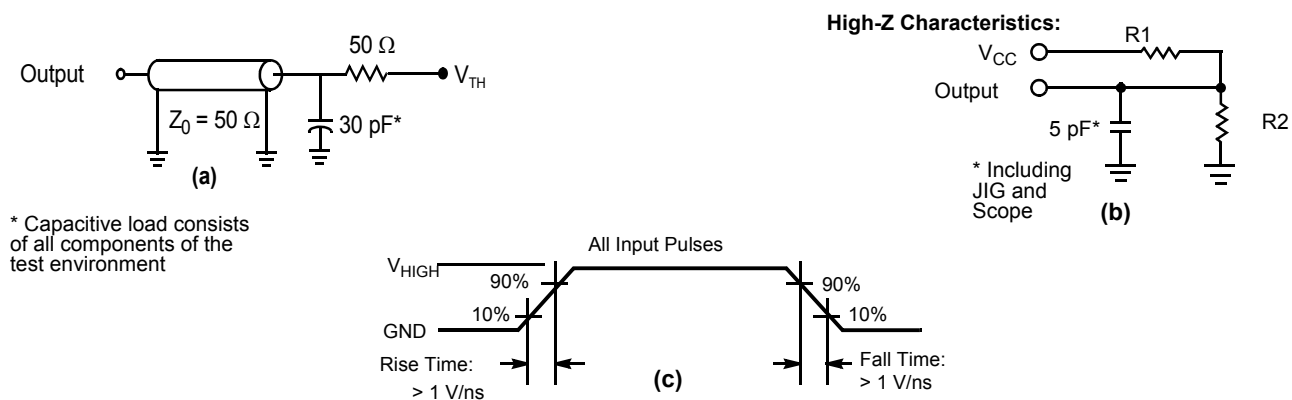 50 Ω
Output
V_TH
Z_0 = 50 Ω
30 pF*
(a)
* Capacitive load consists
of all components of the
test environment
High-Z Characteristics:
R1
V_CC
Output
R2
5 pF*
* Including
JIG and
Scope
(b)
All Input Pulses
V_HIGH
90%
90%
10%
10%
GND
Rise Time:
> 1 V/ns
(c)
Fall Time:
> 1 V/ns